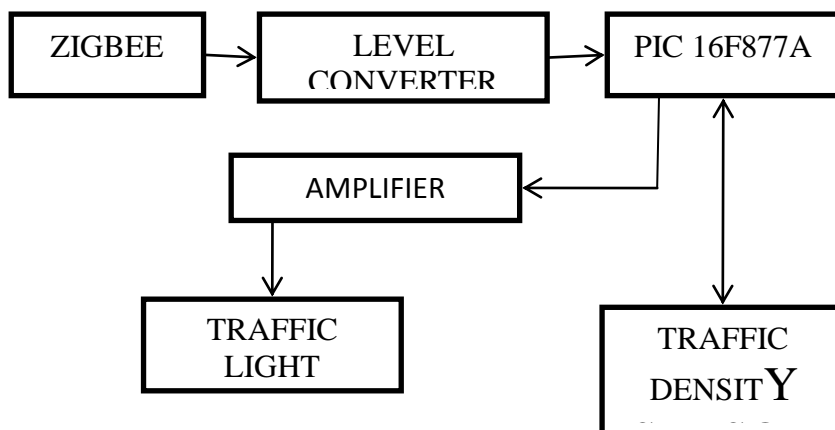 ZIGBEE
LEVEL
CONVERTER
PIC 16F877A
AMPLIFIER
TRAFFIC
LIGHT
TRAFFIC
DENSITY